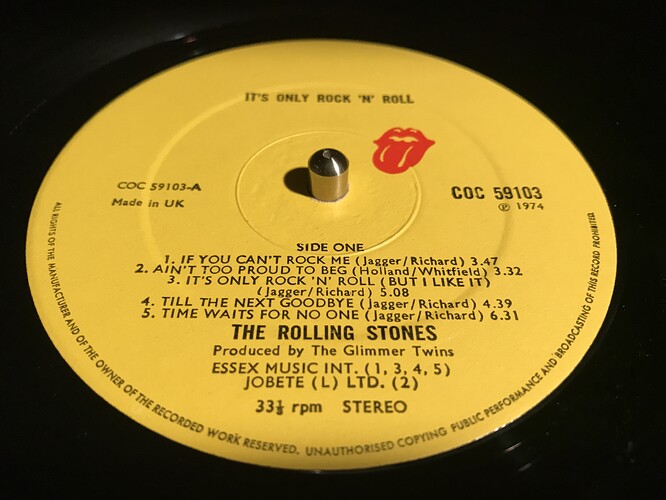 IT'S ONLY ROCK 'N' ROLL
COC 59103-A
Made in UK
COC 59103
Ⓟ 1974
SIDE ONE
1. IF YOU CAN'T ROCK ME (Jagger/Richard) 3.47
2. AIN'T TOO PROUD TO BEG (Holland/Whitfield) 3.32
3. IT'S ONLY ROCK 'N' ROLL (BUT I LIKE IT)
(Jagger/Richard) 5.08
4. TILL THE NEXT GOODBYE (Jagger/Richard) 4.39
5. TIME WAITS FOR NO ONE (Jagger/Richard) 6.31
THE ROLLING STONES
Produced by The Glimmer Twins
ESSEX MUSIC INT. (1, 3, 4, 5)
JOBETE (L) LTD. (2)
33⅓ rpm STEREO
ALL RIGHTS OF THE MANUFACTURER AND OF THE OWNER OF THE RECORDED WORK RESERVED. UNAUTHORISED COPYING PUBLIC PERFORMANCE AND BROADCASTING OF THIS RECORD PROHIBITED.